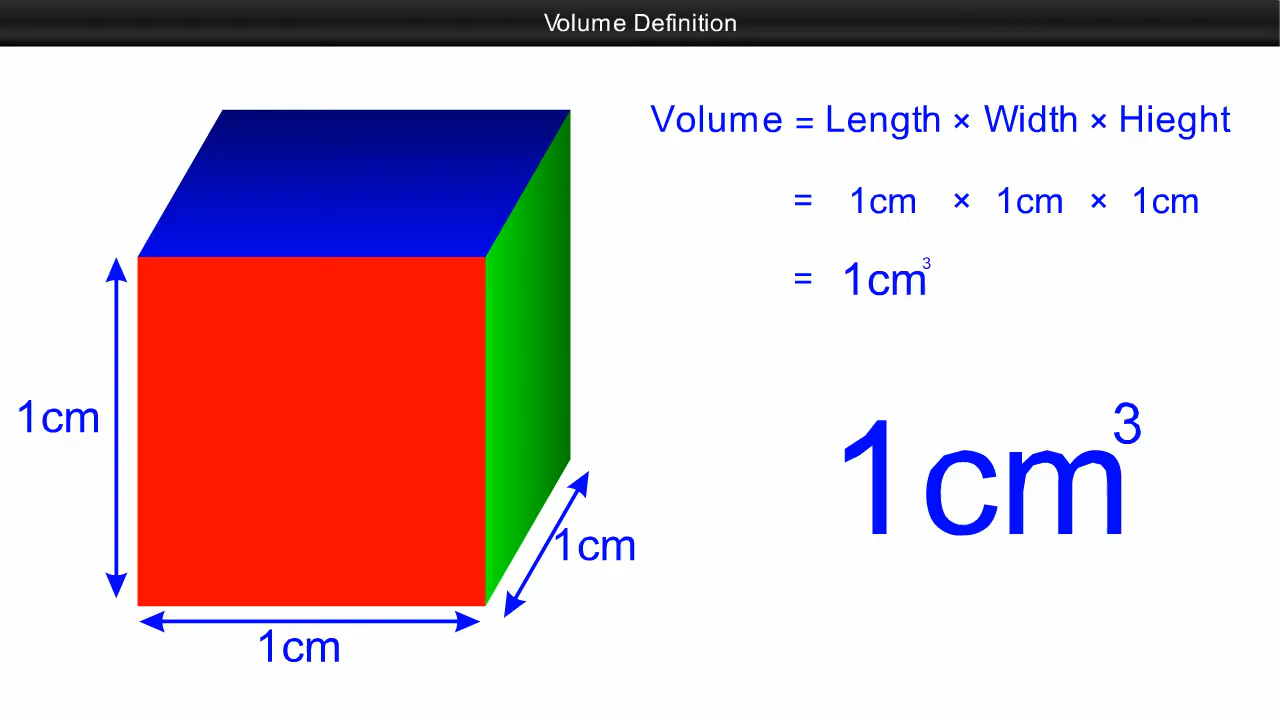 Volume Definition
Volume = Length × Width × Hieght
= 1cm × 1cm × 1cm
= 1cm³
1cm
1cm³
1cm
1cm